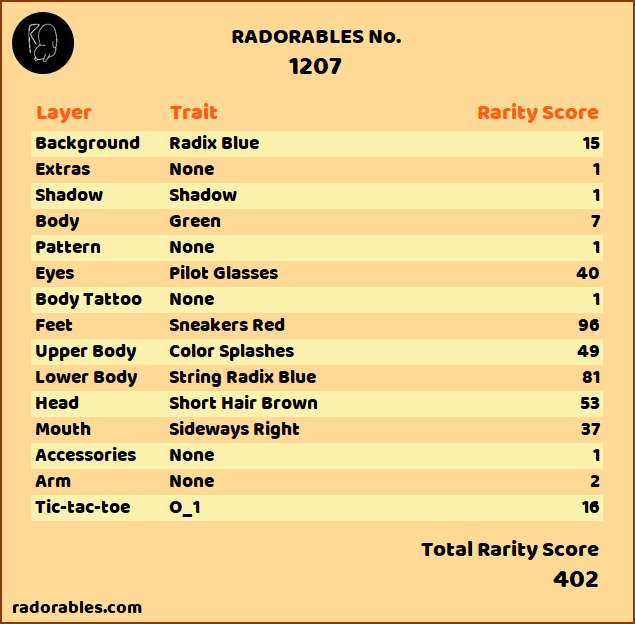 RADORABLES No.
1207
Layer Trait Rarity Score
Background Radix Blue 15
Extras None 1
Shadow Shadow 1
Body Green 7
Pattern None 1
Eyes Pilot Glasses 40
Body Tattoo None 1
Feet Sneakers Red 96
Upper Body Color Splashes 49
Lower Body String Radix Blue 81
Head Short Hair Brown 53
Mouth Sideways Right 37
Accessories None 1
Arm None 2
Tic-tac-toe O_1 16
Total Rarity Score
402
radorables.com